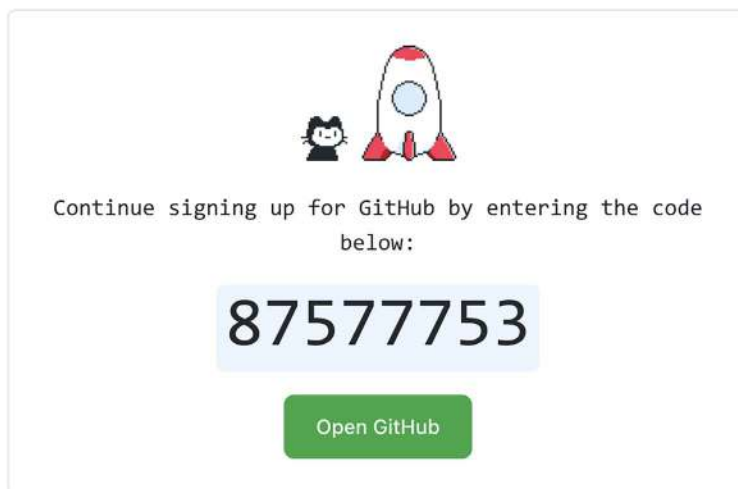 Continue signing up for GitHub by entering the code
below:
87577753
Open GitHub